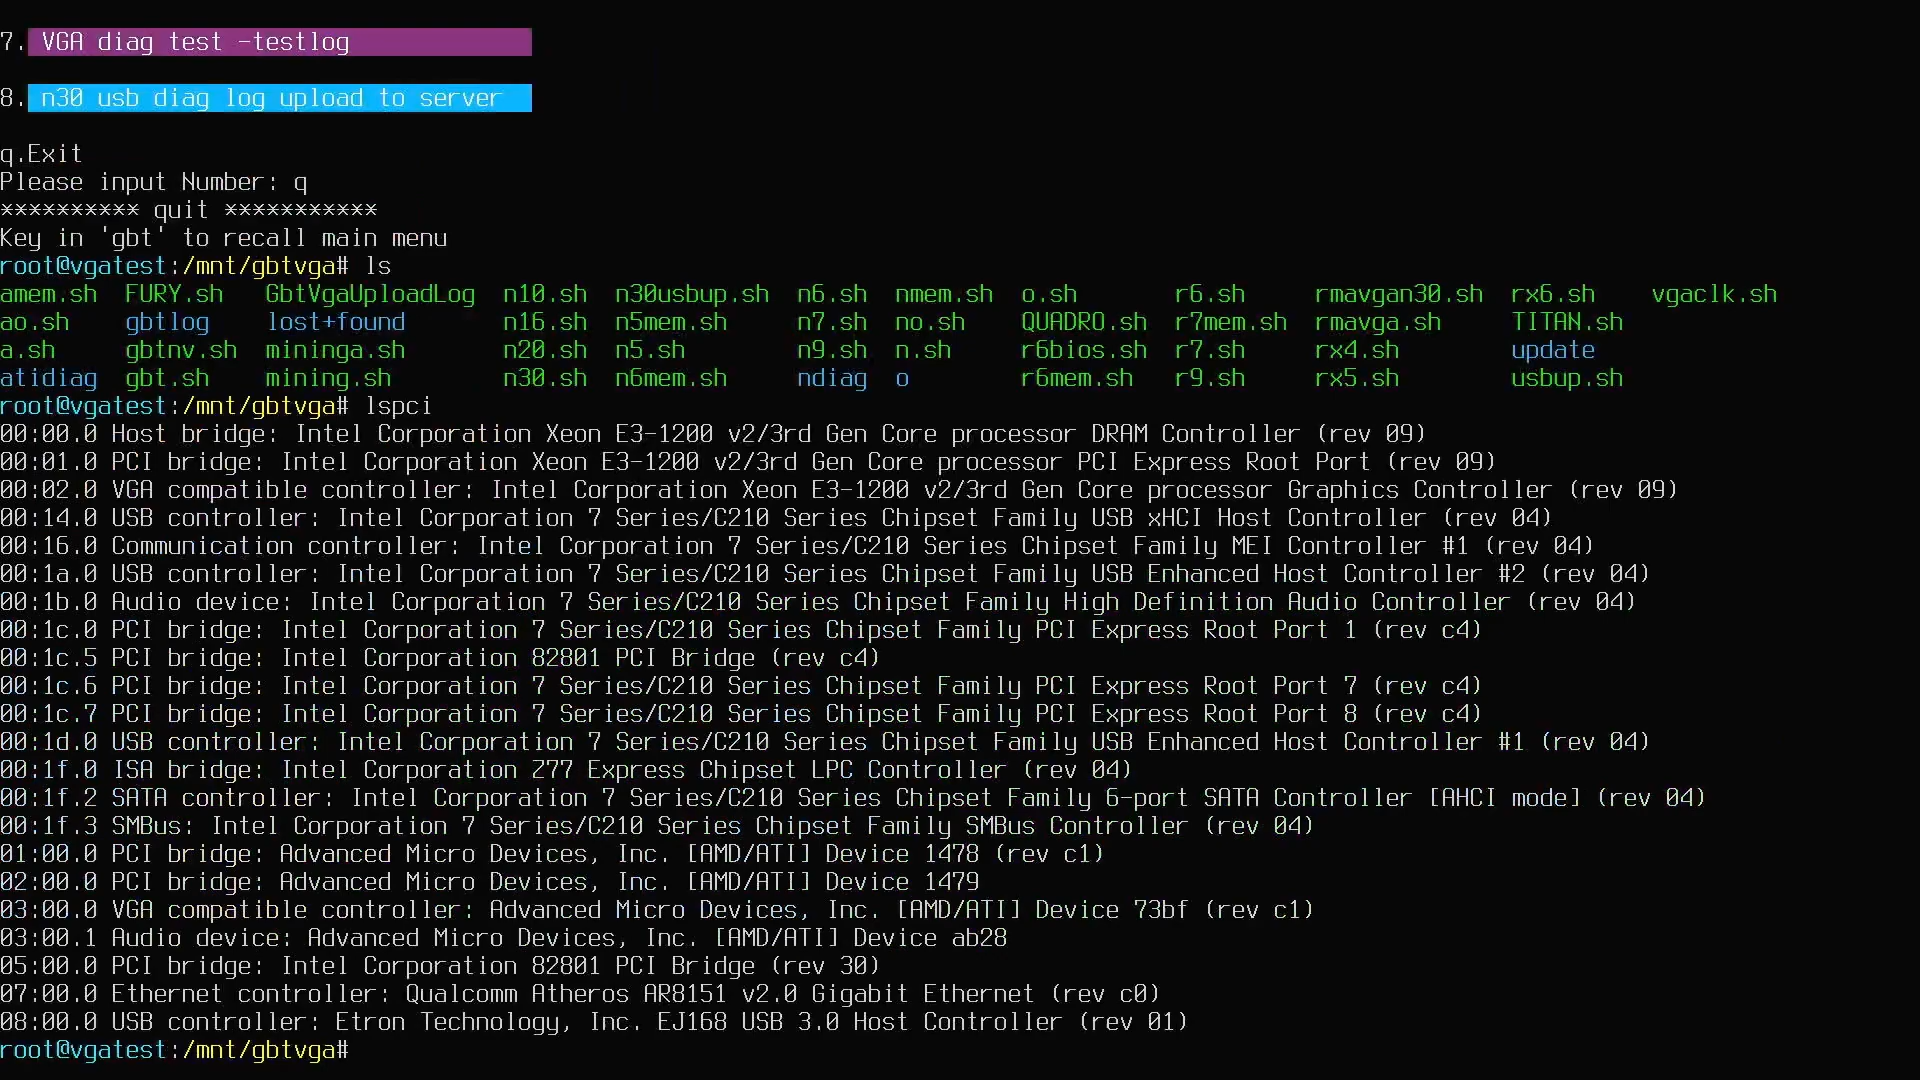 7. VGA diag test -testlog
8. n30 usb diag log upload to server
q.Exit
Please input Number: q
********** quit ***********
Key in 'gbt' to recall main menu
root@vgatest:/mnt/gbtvga# ls
amem.sh  FURY.sh   GbtVgaUploadLog  n10.sh  n30usbup.sh  n6.sh  nmem.sh  o.sh       r6.sh     rmavgan30.sh  rx6.sh    vgaclk.sh
ao.sh    gbtlog    lost+found       n16.sh  n5mem.sh     n7.sh  no.sh    QUADRO.sh  r7mem.sh  rmavga.sh     TITAN.sh
a.sh     gbtnv.sh  mininga.sh       n20.sh  n5.sh        n9.sh  n.sh     r6bios.sh  r7.sh     rx4.sh        update
atidiag  gbt.sh    mining.sh        n30.sh  n6mem.sh     ndiag  o        r6mem.sh   r9.sh     rx5.sh        usbup.sh
root@vgatest:/mnt/gbtvga# lspci
00:00.0 Host bridge: Intel Corporation Xeon E3-1200 v2/3rd Gen Core processor DRAM Controller (rev 09)
00:01.0 PCI bridge: Intel Corporation Xeon E3-1200 v2/3rd Gen Core processor PCI Express Root Port (rev 09)
00:02.0 VGA compatible controller: Intel Corporation Xeon E3-1200 v2/3rd Gen Core processor Graphics Controller (rev 09)
00:14.0 USB controller: Intel Corporation 7 Series/C210 Series Chipset Family USB xHCI Host Controller (rev 04)
00:16.0 Communication controller: Intel Corporation 7 Series/C210 Series Chipset Family MEI Controller #1 (rev 04)
00:1a.0 USB controller: Intel Corporation 7 Series/C210 Series Chipset Family USB Enhanced Host Controller #2 (rev 04)
00:1b.0 Audio device: Intel Corporation 7 Series/C210 Series Chipset Family High Definition Audio Controller (rev 04)
00:1c.0 PCI bridge: Intel Corporation 7 Series/C210 Series Chipset Family PCI Express Root Port 1 (rev c4)
00:1c.5 PCI bridge: Intel Corporation 82801 PCI Bridge (rev c4)
00:1c.6 PCI bridge: Intel Corporation 7 Series/C210 Series Chipset Family PCI Express Root Port 7 (rev c4)
00:1c.7 PCI bridge: Intel Corporation 7 Series/C210 Series Chipset Family PCI Express Root Port 8 (rev c4)
00:1d.0 USB controller: Intel Corporation 7 Series/C210 Series Chipset Family USB Enhanced Host Controller #1 (rev 04)
00:1f.0 ISA bridge: Intel Corporation Z77 Express Chipset LPC Controller (rev 04)
00:1f.2 SATA controller: Intel Corporation 7 Series/C210 Series Chipset Family 6-port SATA Controller [AHCI mode] (rev 04)
00:1f.3 SMBus: Intel Corporation 7 Series/C210 Series Chipset Family SMBus Controller (rev 04)
01:00.0 PCI bridge: Advanced Micro Devices, Inc. [AMD/ATI] Device 1478 (rev c1)
02:00.0 PCI bridge: Advanced Micro Devices, Inc. [AMD/ATI] Device 1479
03:00.0 VGA compatible controller: Advanced Micro Devices, Inc. [AMD/ATI] Device 73bf (rev c1)
03:00.1 Audio device: Advanced Micro Devices, Inc. [AMD/ATI] Device ab28
05:00.0 PCI bridge: Intel Corporation 82801 PCI Bridge (rev 30)
07:00.0 Ethernet controller: Qualcomm Atheros AR8151 v2.0 Gigabit Ethernet (rev c0)
08:00.0 USB controller: Etron Technology, Inc. EJ168 USB 3.0 Host Controller (rev 01)
root@vgatest:/mnt/gbtvga#